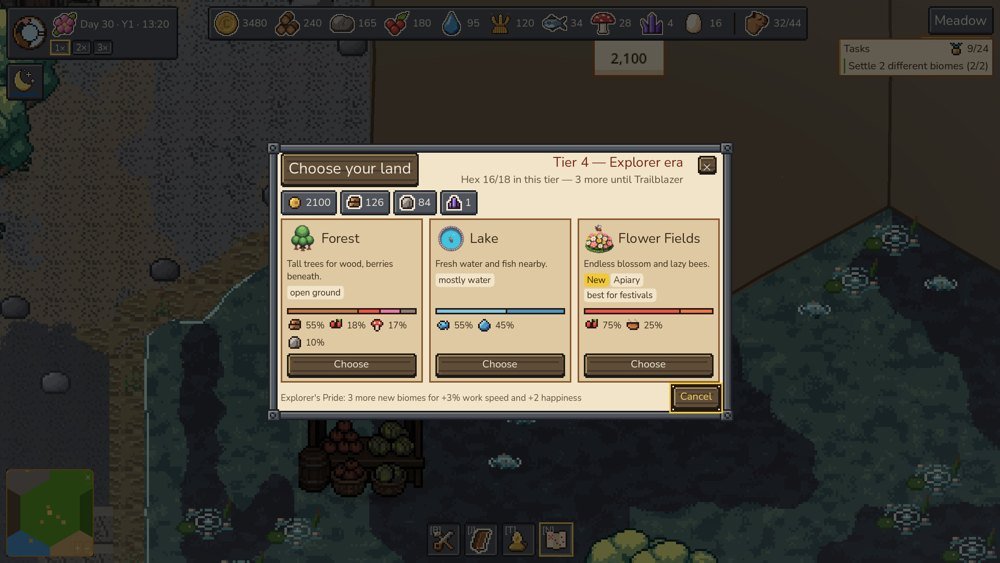 Day 30 · Y1 · 13:20
1× 2× 3×
3480 240 165 180 95 120 34 28 4 16 32/44
Meadow
Tasks 9/24
Settle 2 different biomes (2/2)
2,100
Choose your land
Tier 4 — Explorer era
Hex 16/18 in this tier — 3 more until Trailblazer
2100 126 84 1
Forest
Tall trees for wood, berries
beneath.
open ground
55% 18% 17%
10%
Choose
Lake
Fresh water and fish nearby.
mostly water
55% 45%
Choose
Flower Fields
Endless blossom and lazy bees.
New Apiary
best for festivals
75% 25%
Choose
Explorer's Pride: 3 more new biomes for +3% work speed and +2 happiness
Cancel
[B] [T] [N]